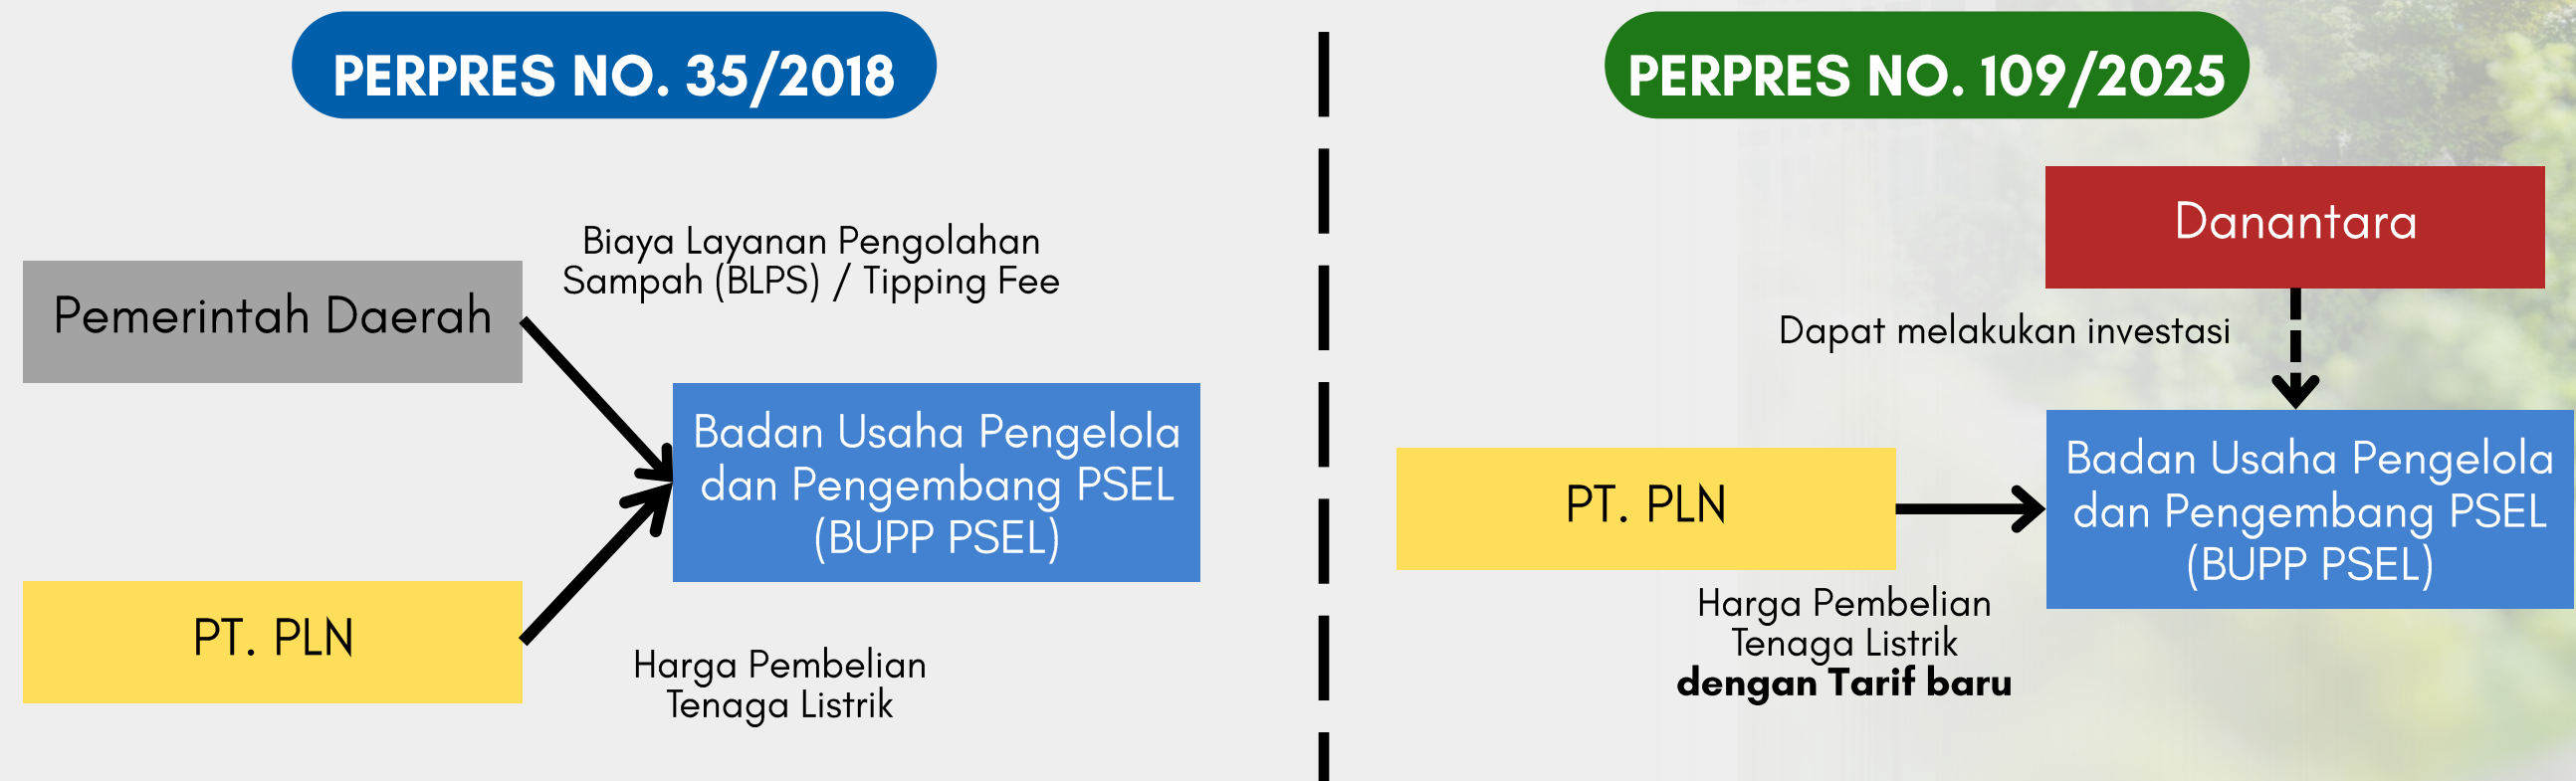 PERPRES NO. 35/2018
Biaya Layanan Pengolahan
Sampah (BLPS) / Tipping Fee
Pemerintah Daerah
Badan Usaha Pengelola
dan Pengembang PSEL
(BUPP PSEL)
PT. PLN
Harga Pembelian
Tenaga Listrik
PERPRES NO. 109/2025
Danantara
Dapat melakukan investasi
PT. PLN
Badan Usaha Pengelola
dan Pengembang PSEL
(BUPP PSEL)
Harga Pembelian
Tenaga Listrik
dengan Tarif baru